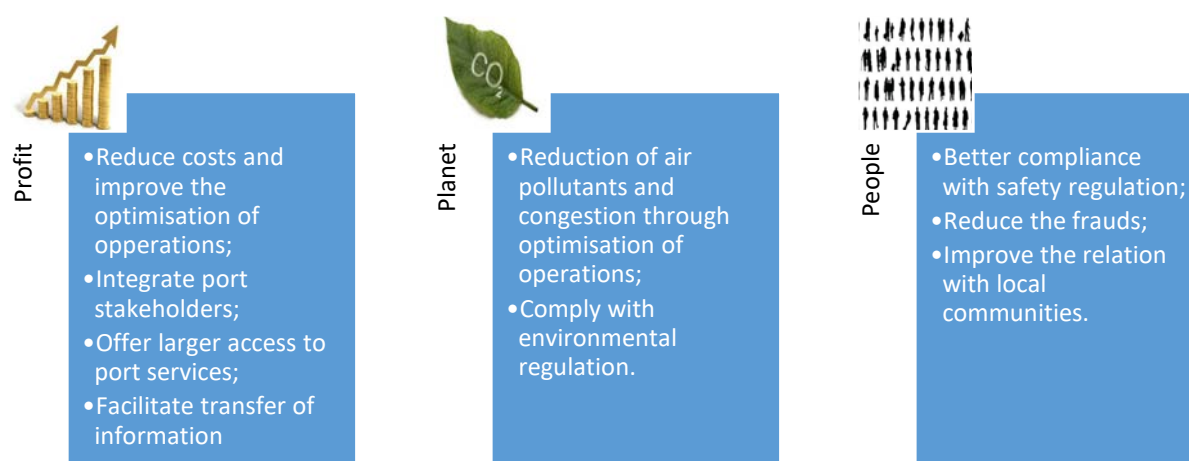 Profit
•Reduce costs and
improve the
optimisation of
opperations;
•Integrate port
stakeholders;
•Offer larger access to
port services;
•Facilitate transfer of
information
CO2
Planet
•Reduction of air
pollutants and
congestion through
optimisation of
operations;
•Comply with
environmental
regulation.
People
•Better compliance
with safety regulation;
•Reduce the frauds;
•Improve the relation
with local
communities.